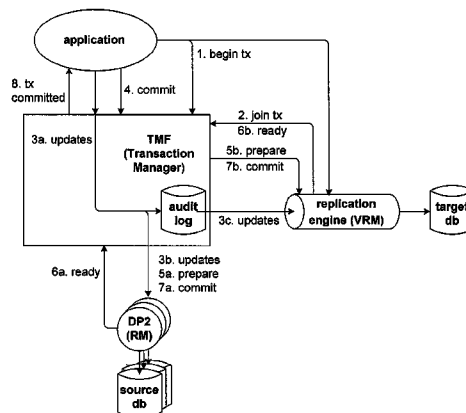 application
1. begin tx
8. tx
committed
4. commit
3a. updates
TMF
(Transaction
Manager)
2. join tx
6b. ready
5b. prepare
7b. commit
audit
log
3c. updates
replication
engine (VRM)
target
db
6a. ready
3b. updates
5a. prepare
7a. commit
DP2
(RM)
source
db